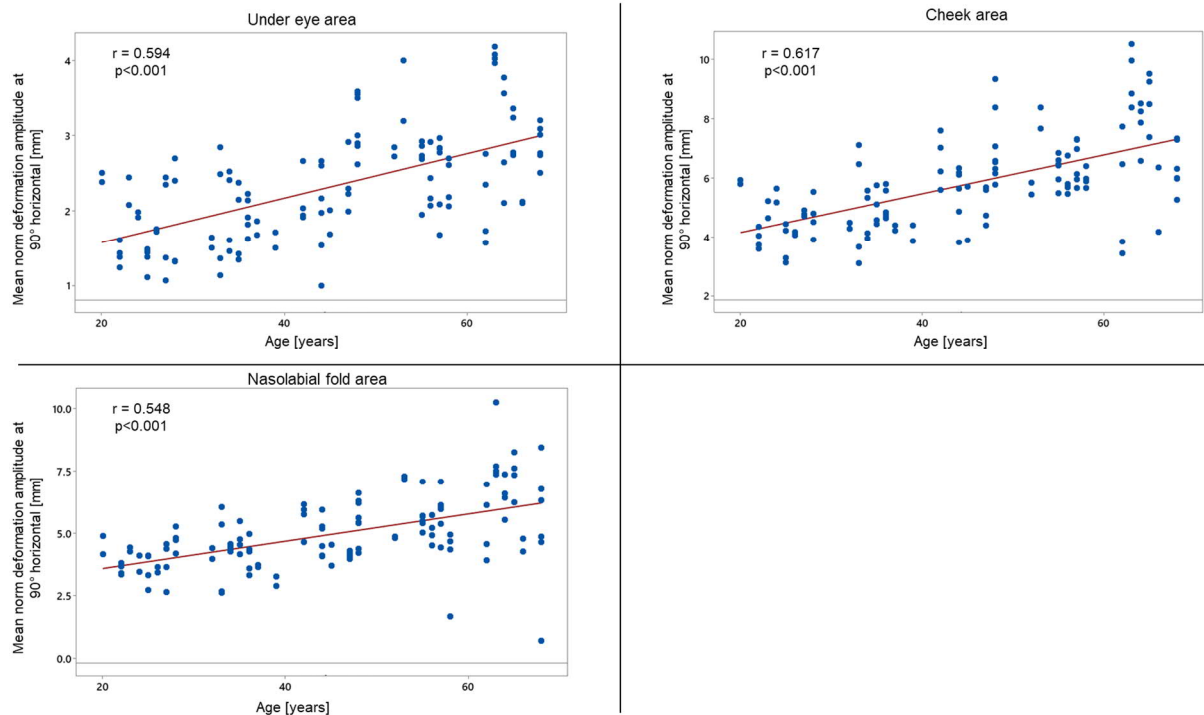 Under eye area
r = 0.594
p<0.001
4
3
2
1
20
40
60
Mean norm deformation amplitude at
90° horizontal [mm]
Age [years]
Cheek area
r = 0.617
p<0.001
10
8
6
4
2
20
40
60
Mean norm deformation amplitude at
90° horizontal [mm]
Age [years]
Nasolabial fold area
r = 0.548
p<0.001
10.0
7.5
5.0
2.5
0.0
20
40
60
Mean norm deformation amplitude at
90° horizontal [mm]
Age [years]